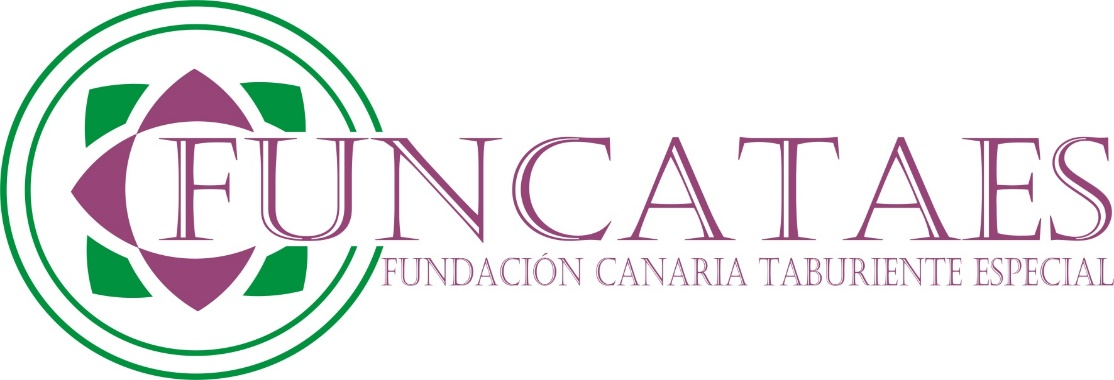 FUNCATAES
FUNDACIÓN CANARIA TABURIENTE ESPECIAL